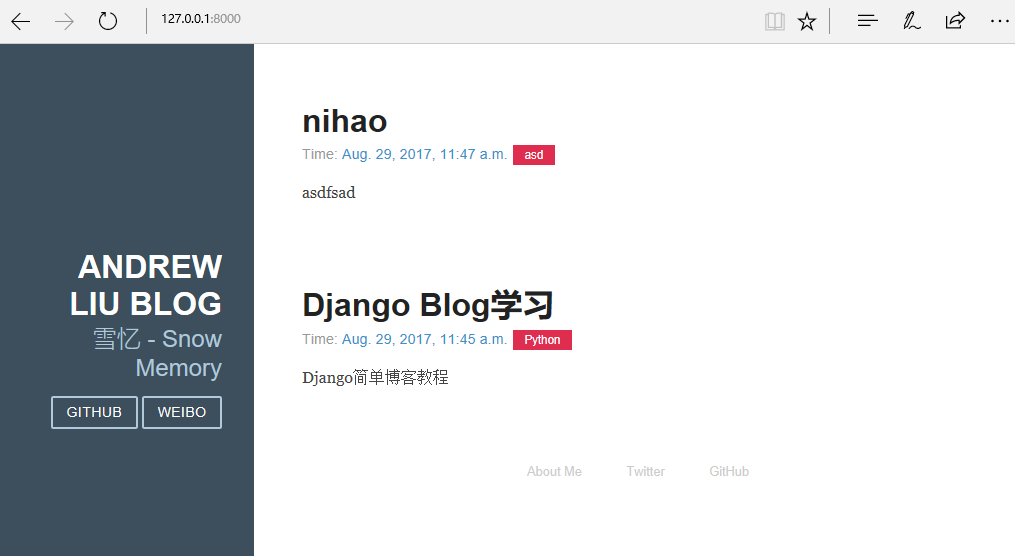 127.0.0.1:8000
ANDREW
LIU BLOG
雪忆 - Snow
Memory
GITHUB WEIBO
nihao
Time: Aug. 29, 2017, 11:47 a.m. asd
asdfsad
Django Blog学习
Time: Aug. 29, 2017, 11:45 a.m. Python
Django简单博客教程
About Me Twitter GitHub